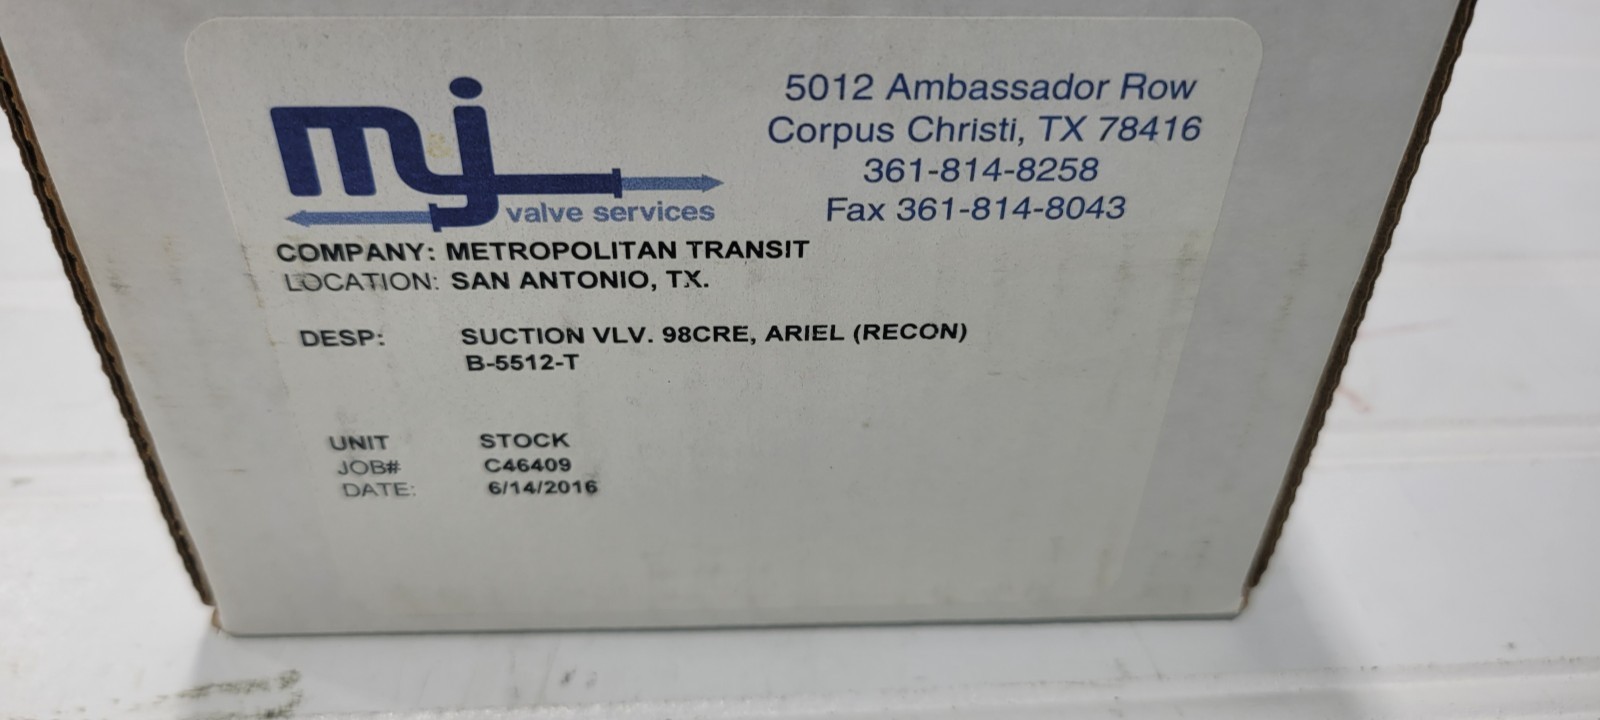 mj
valve services
5012 Ambassador Row
Corpus Christi, TX 78416
361-814-8258
Fax 361-814-8043
COMPANY: METROPOLITAN TRANSIT
LOCATION: SAN ANTONIO, TX.
DESP: SUCTION VLV. 98CRE, ARIEL (RECON)
B-5512-T
UNIT STOCK
JOB# C46409
DATE: 6/14/2016